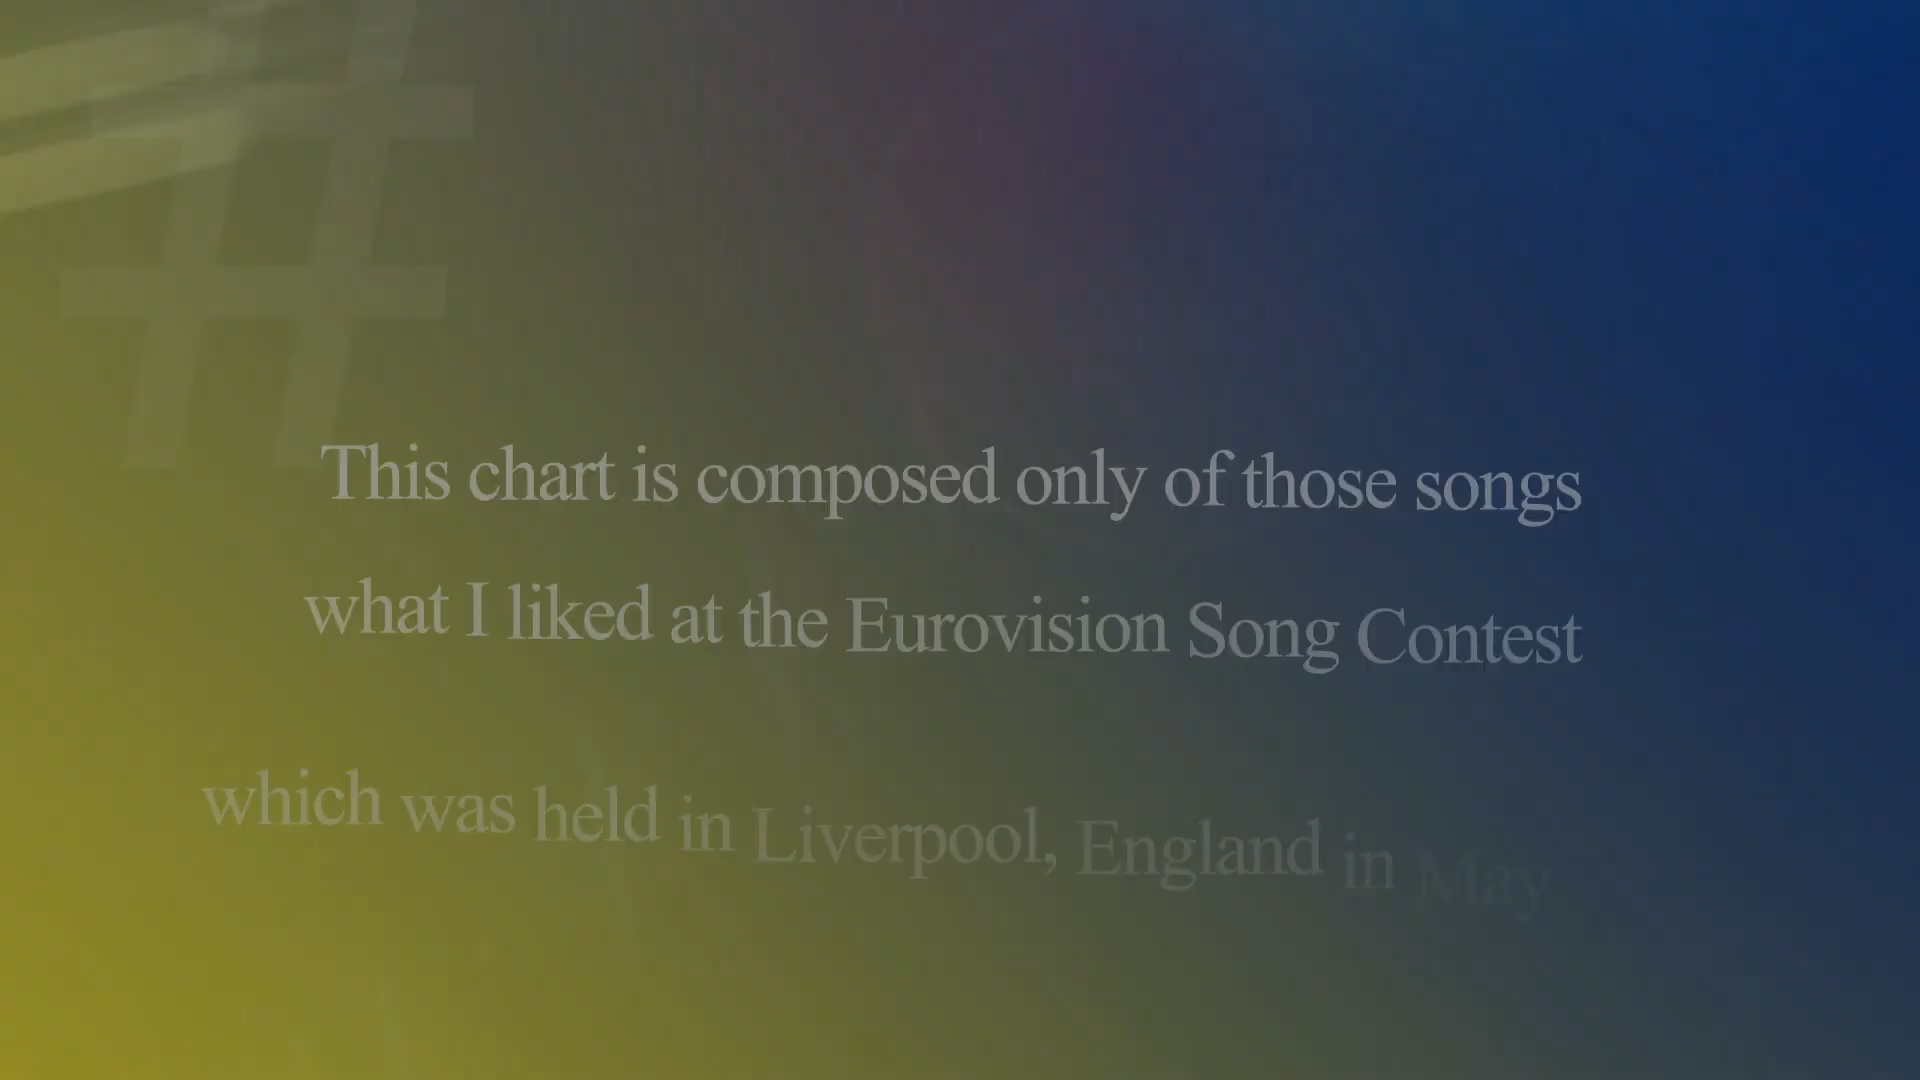 #
This chart is composed only of those songs
what I liked at the Eurovision Song Contest
which was held in Liverpool, England in May